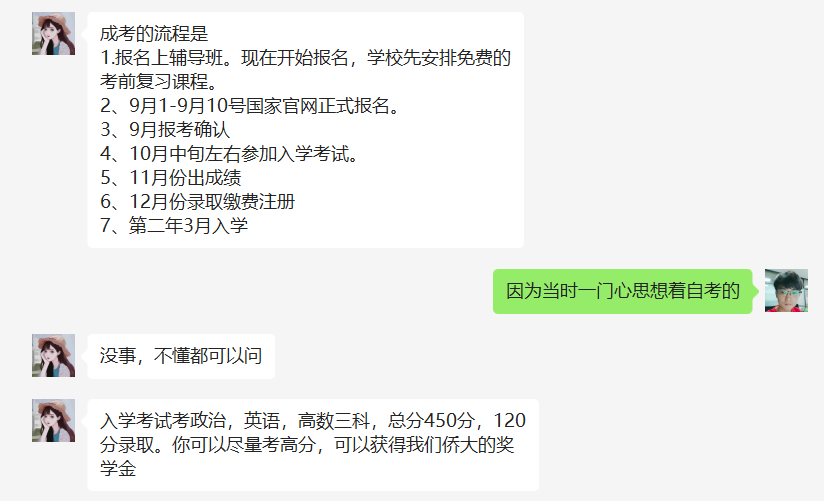 成考的流程是
1.报名上辅导班。现在开始报名，学校先安排免费的
考前复习课程。
2、9月1-9月10号国家官网正式报名。
3、9月报考确认
4、10月中旬左右参加入学考试。
5、11月份出成绩
6、12月份录取缴费注册
7、第二年3月入学
因为当时一门心思想着自考的
没事，不懂都可以问
入学考试考政治，英语，高数三科，总分450分，120
分录取。你可以尽量考高分，可以获得我们侨大的奖
学金